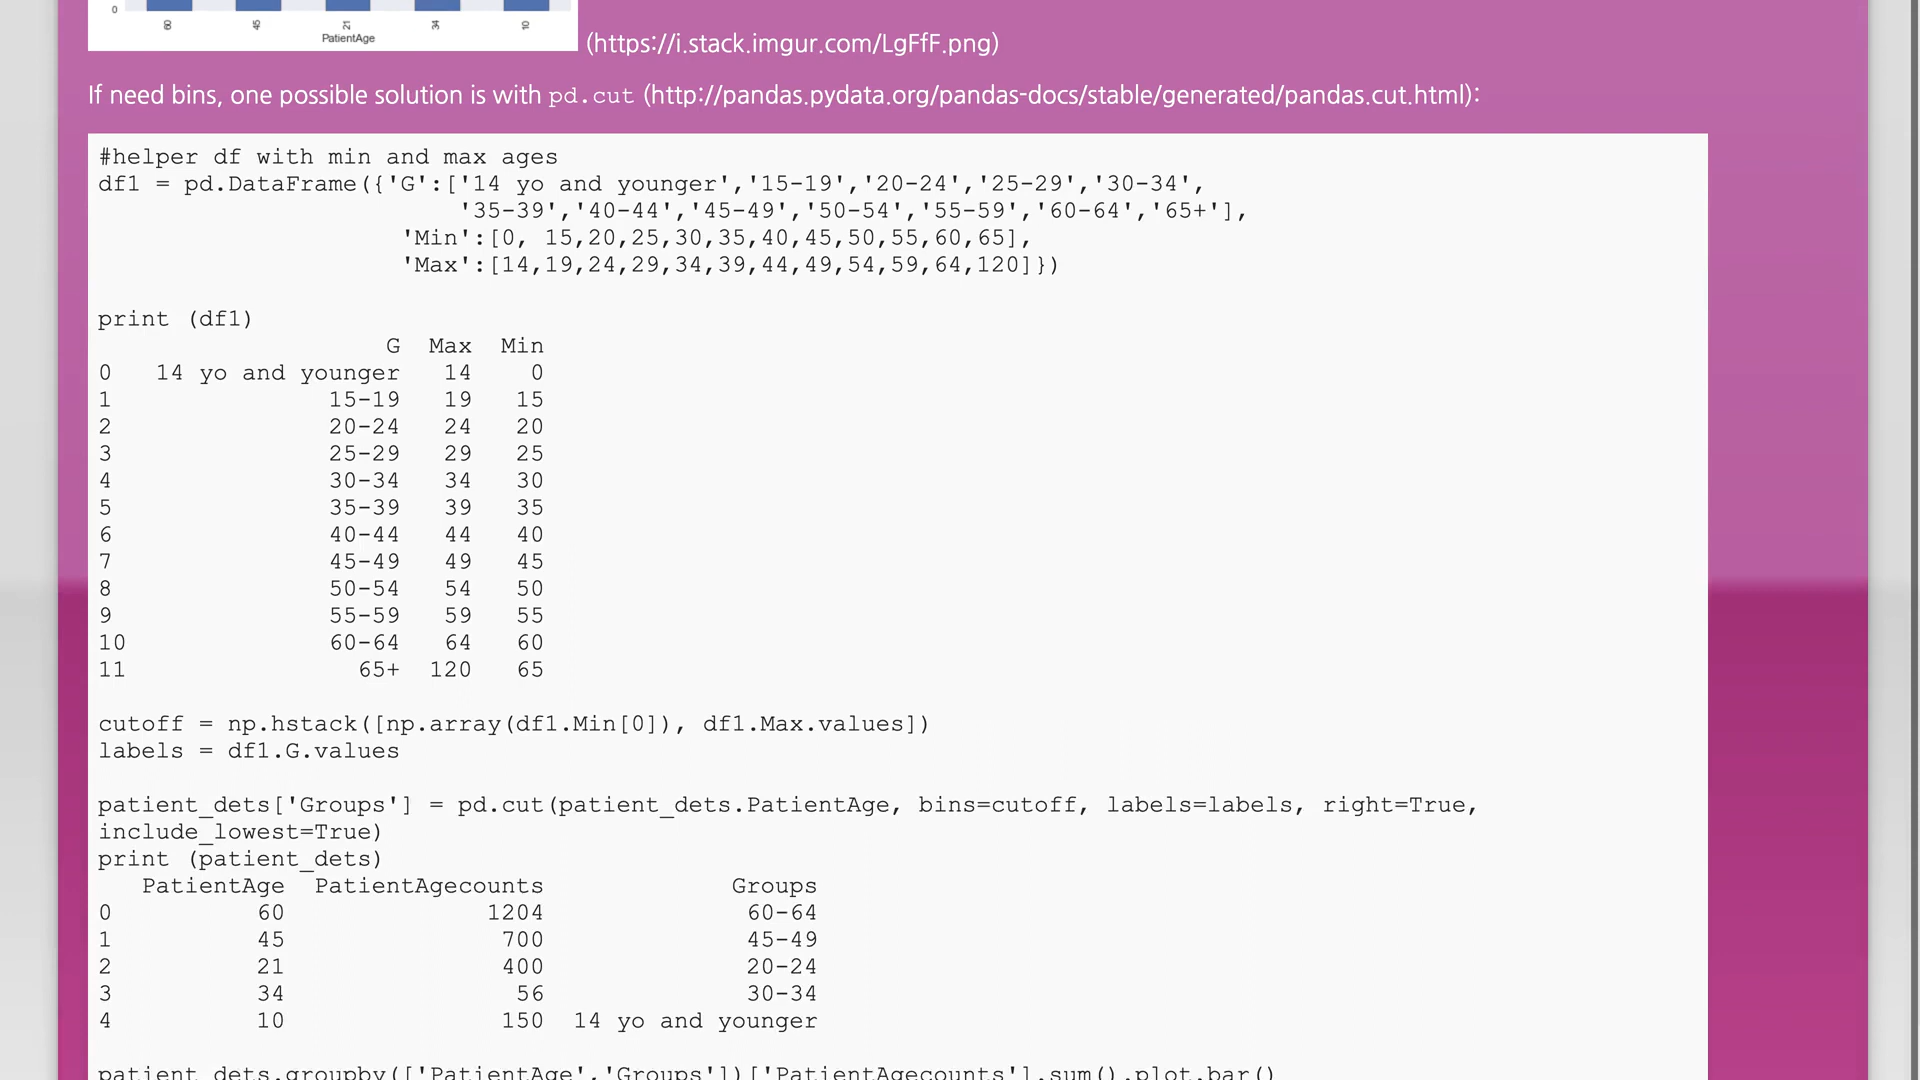 0
60 45 21 34 10
PatientAge
(https://i.stack.imgur.com/LgFfF.png)
If need bins, one possible solution is with pd.cut (http://pandas.pydata.org/pandas-docs/stable/generated/pandas.cut.html):
#helper df with min and max ages
df1 = pd.DataFrame({'G':['14 yo and younger','15-19','20-24','25-29','30-34',
'35-39','40-44','45-49','50-54','55-59','60-64','65+'],
'Min':[0, 15,20,25,30,35,40,45,50,55,60,65],
'Max':[14,19,24,29,34,39,44,49,54,59,64,120]})
print (df1)
G Max Min
0 14 yo and younger 14 0
1 15-19 19 15
2 20-24 24 20
3 25-29 29 25
4 30-34 34 30
5 35-39 39 35
6 40-44 44 40
7 45-49 49 45
8 50-54 54 50
9 55-59 59 55
10 60-64 64 60
11 65+ 120 65
cutoff = np.hstack([np.array(df1.Min[0]), df1.Max.values])
labels = df1.G.values
patient_dets['Groups'] = pd.cut(patient_dets.PatientAge, bins=cutoff, labels=labels, right=True,
include_lowest=True)
print (patient_dets)
PatientAge PatientAgecounts Groups
0 60 1204 60-64
1 45 700 45-49
2 21 400 20-24
3 34 56 30-34
4 10 150 14 yo and younger
patient_dets.groupby(['PatientAge','Groups'])['PatientAgecounts'].sum().plot.bar()